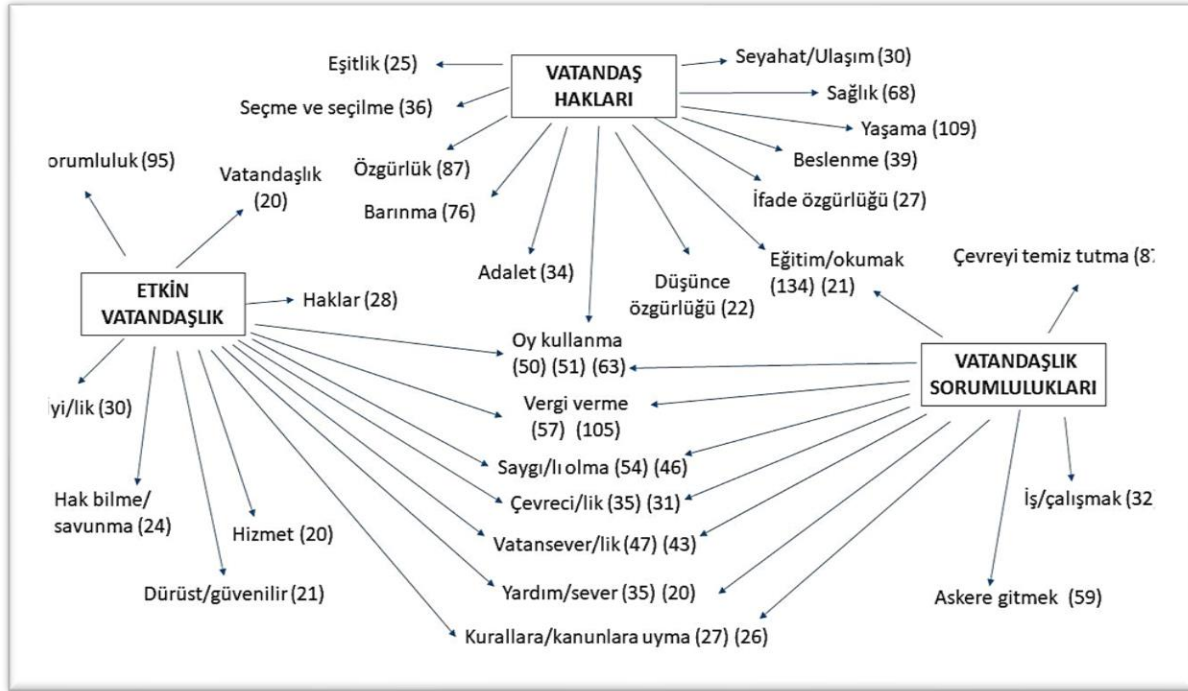 VATANDAŞ
HAKLARI
Eşitlik (25)
Seçme ve seçilme (36)
Özgürlük (87)
Barınma (76)
Adalet (34)
Seyahat/Ulaşım (30)
Sağlık (68)
Yaşama (109)
Beslenme (39)
İfade özgürlüğü (27)
Eğitim/okumak
(134) (21)
Düşünce
özgürlüğü (22)
orumluluk (95)
Vatandaşlık
(20)
ETKİN
VATANDAŞLIK
Haklar (28)
yi/lik (30)
Hak bilme/
savunma (24)
Hizmet (20)
Dürüst/güvenilir (21)
Oy kullanma
(50) (51) (63)
Vergi verme
(57) (105)
Saygı/lı olma (54) (46)
Çevreci/lik (35) (31)
Vatansever/lik (47) (43)
Yardım/sever (35) (20)
Kurallara/kanunlara uyma (27) (26)
Çevreyi temiz tutma
VATANDAŞLIK
SORUMLULUKLARI
İş/çalışmak (32
Askere gitmek (59)